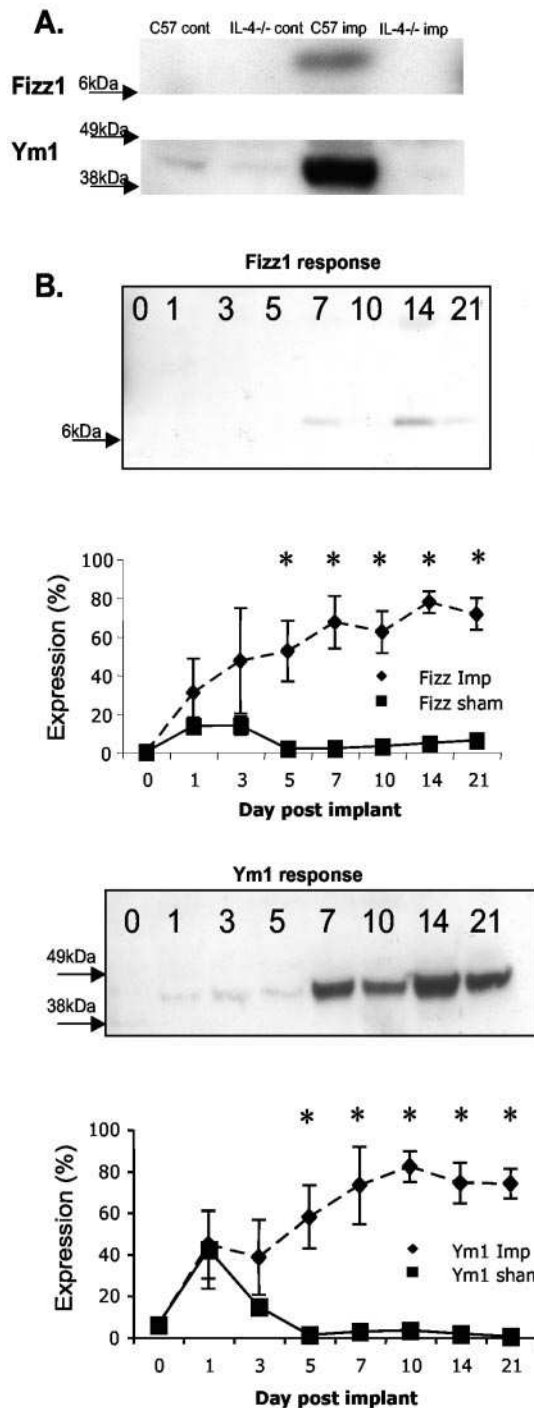 A.
C57 cont IL-4-/- cont C57 imp IL-4-/- imp
Fizz1
6kDa
49kDa
Ym1
38kDa
Fizz1 response
B.
0 1 3 5 7 10 14 21
6kDa
100
80
60
40
20
0
Expression (%)
* * * * *
Fizz Imp
Fizz sham
0 1 3 5 7 10 14 21
Day post implant
Ym1 response
0 1 3 5 7 10 14 21
49kDa
38kDa
100
80
60
40
20
0
Expression (%)
* * * * *
Ym1 Imp
Ym1 sham
0 1 3 5 7 10 14 21
Day post implant